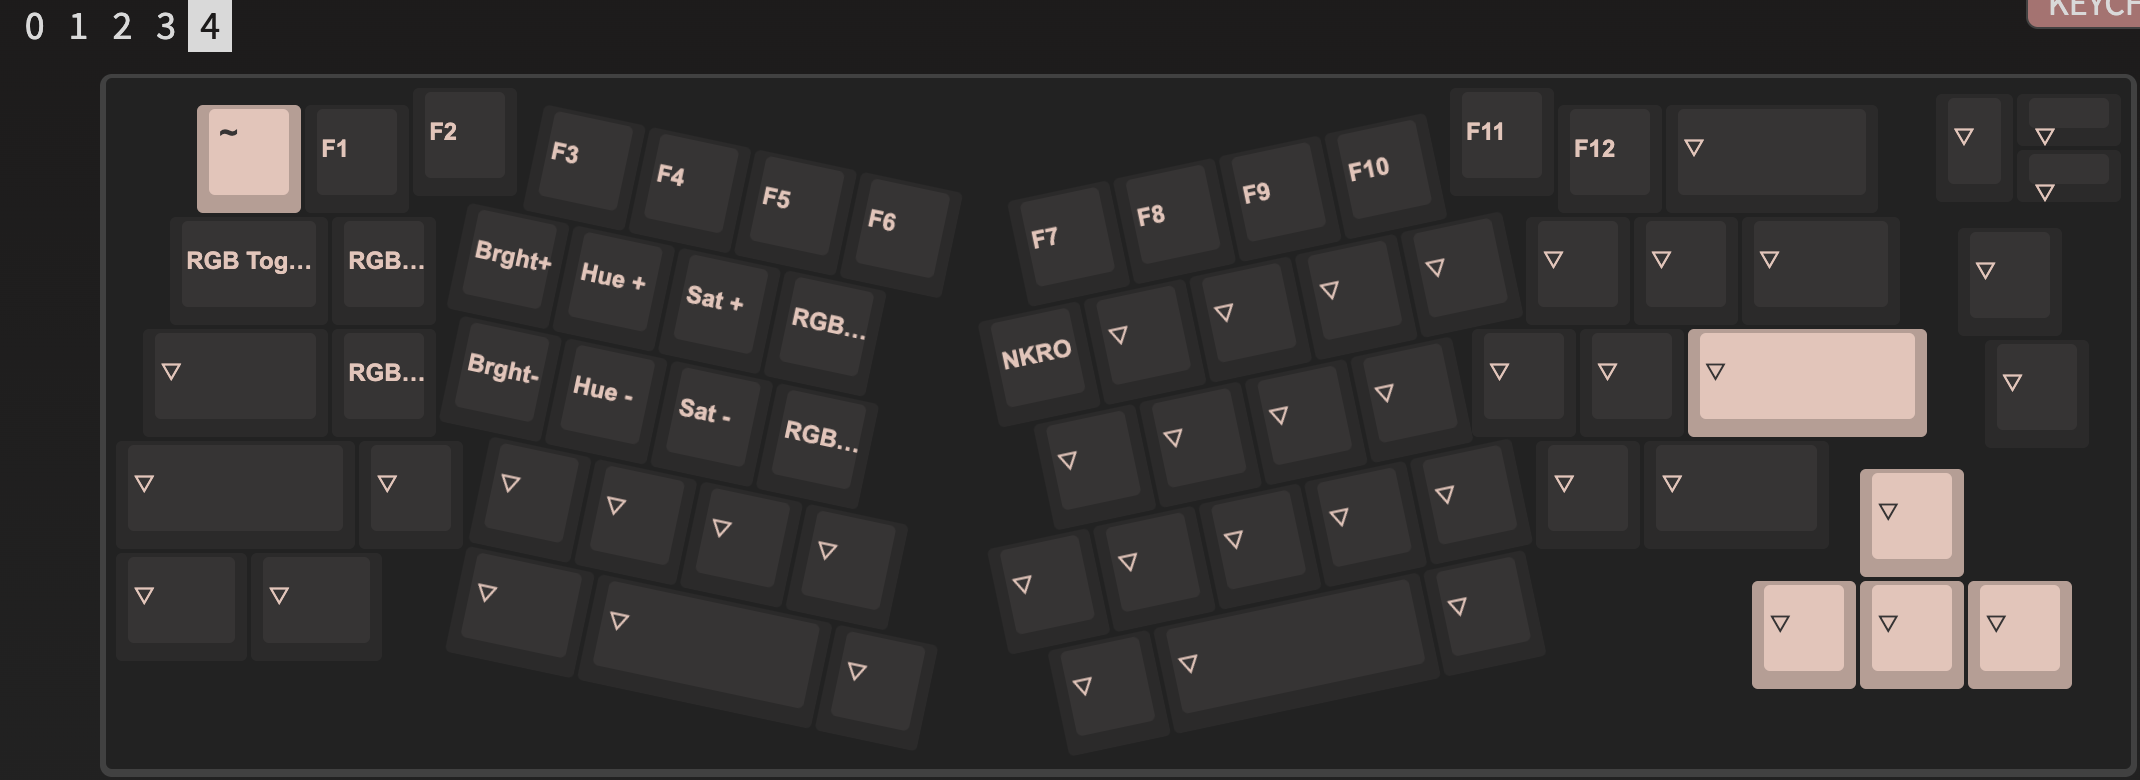 0 1 2 3 4
KEYCH
~ F1 F2 F3 F4 F5 F6 F7 F8 F9 F10 F11 F12 ▽ ▽ ▽
▽
RGB Tog... RGB... Brght+ Hue + Sat + RGB... NKRO ▽ ▽ ▽ ▽ ▽ ▽ ▽ ▽
▽ RGB... Brght- Hue - Sat - RGB... ▽ ▽ ▽ ▽ ▽ ▽ ▽ ▽
▽ ▽ ▽ ▽ ▽ ▽ ▽ ▽ ▽ ▽ ▽ ▽ ▽ ▽
▽ ▽ ▽ ▽ ▽ ▽ ▽ ▽ ▽ ▽ ▽